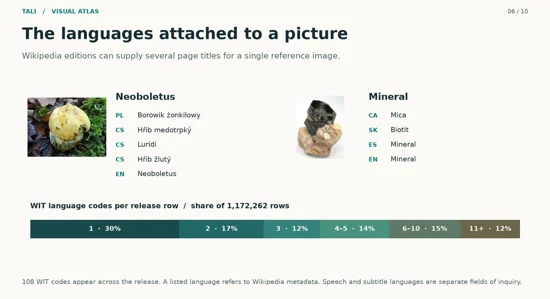 TALI / VISUAL ATLAS
06 / 10
The languages attached to a picture
Wikipedia editions can supply several page titles for a single reference image.
Neoboletus
PL Borowik żonkilowy
CS Hřib medotrpký
CS Luridi
CS Hřib žlutý
EN Neoboletus
Mineral
CA Mica
SK Biotit
ES Mineral
EN Mineral
WIT language codes per release row / share of 1,172,262 rows
1 · 30%
2 · 17%
3 · 12%
4–5 · 14%
6–10 · 15%
11+ · 12%
108 WIT codes appear across the release. A listed language refers to Wikipedia metadata. Speech and subtitle languages are separate fields of inquiry.